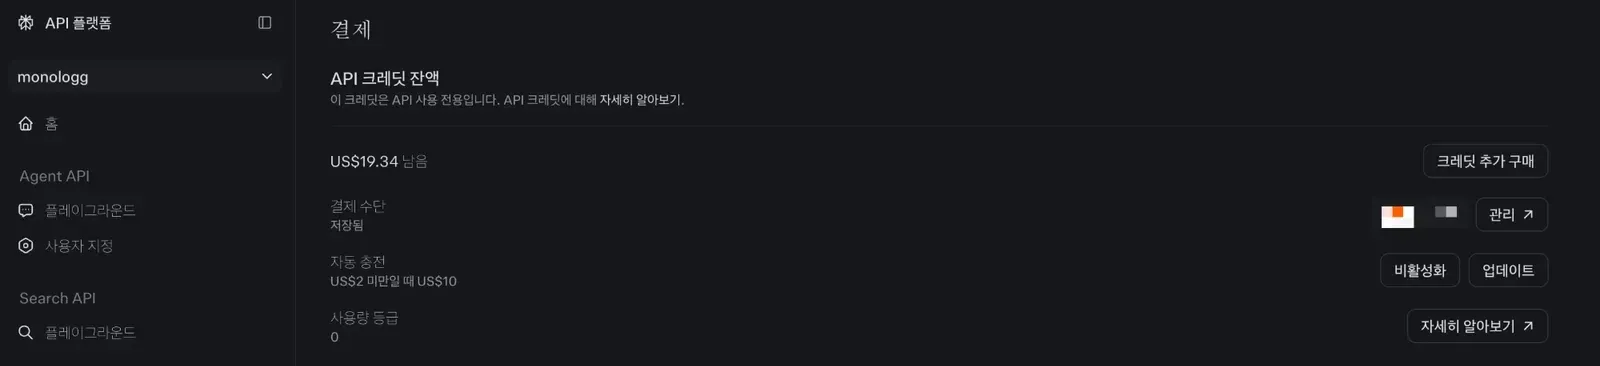 API 플랫폼
monologg
홈
Agent API
플레이그라운드
사용자 지정
Search API
플레이그라운드
결제
API 크레딧 잔액
이 크레딧은 API 사용 전용입니다. API 크레딧에 대해 자세히 알아보기.
US$19.34 남음
크레딧 추가 구매
결제 수단
저장됨
관리
자동 충전
US$2 미만일 때 US$10
비활성화
업데이트
사용량 등급
0
자세히 알아보기